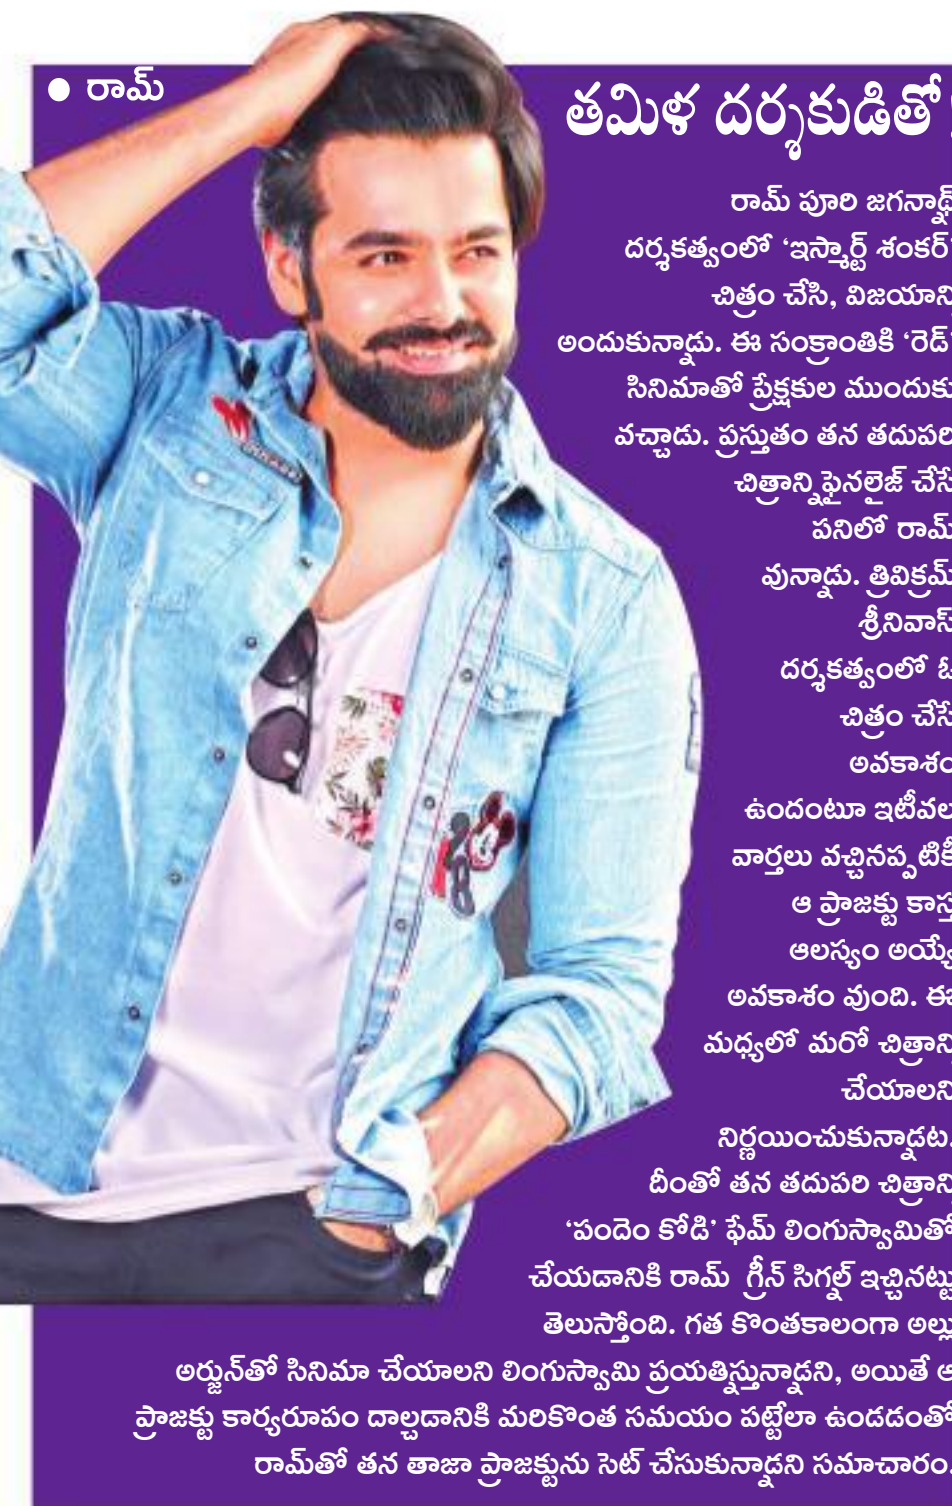 ● రామ్
తమిళ దర్శకుడితో
రామ్ పూరి జగన్నాథ్
దర్శకత్వంలో ‘ఇస్మార్ట్ శంకర్’
చిత్రం చేసి, విజయాన్ని
అందుకున్నాడు. ఈ సంక్రాంతికి ‘రెడ్’
సినిమాతో ప్రేక్షకుల ముందుకు
వచ్చాడు. ప్రస్తుతం తన తదుపరి
చిత్రాన్నిఫైనలైజ్ చేసే
పనిలో రామ్
వున్నాడు. త్రివిక్రమ్
శ్రీనివాస్
దర్శకత్వంలో ఓ
చిత్రం చేసే
అవకాశం
ఉందంటూ ఇటీవల
వార్తలు వచ్చినప్పటికీ
ఆ ప్రాజక్టు కాస్త
ఆలస్యం అయ్యే
అవకాశం వుంది. ఈ
మధ్యలో మరో చిత్రాన్ని
చేయాలని
నిర్ణయించుకున్నాడట.
దీంతో తన తదుపరి చిత్రాన్ని
‘పందెం కోడి’ ఫేమ్ లింగుస్వామితో
చేయడానికి రామ్ గ్రీన్ సిగ్నల్ ఇచ్చినట్టు
తెలుస్తోంది. గత కొంతకాలంగా అల్లు
అర్జున్‌తో సినిమా చేయాలని లింగుస్వామి ప్రయత్నిస్తున్నాడని, అయితే ఆ
ప్రాజక్టు కార్యరూపం దాల్చడానికి మరికొంత సమయం పట్టేలా ఉండడంతో
రామ్‌తో తన తాజా ప్రాజక్టును సెట్ చేసుకున్నాడని సమాచారం.